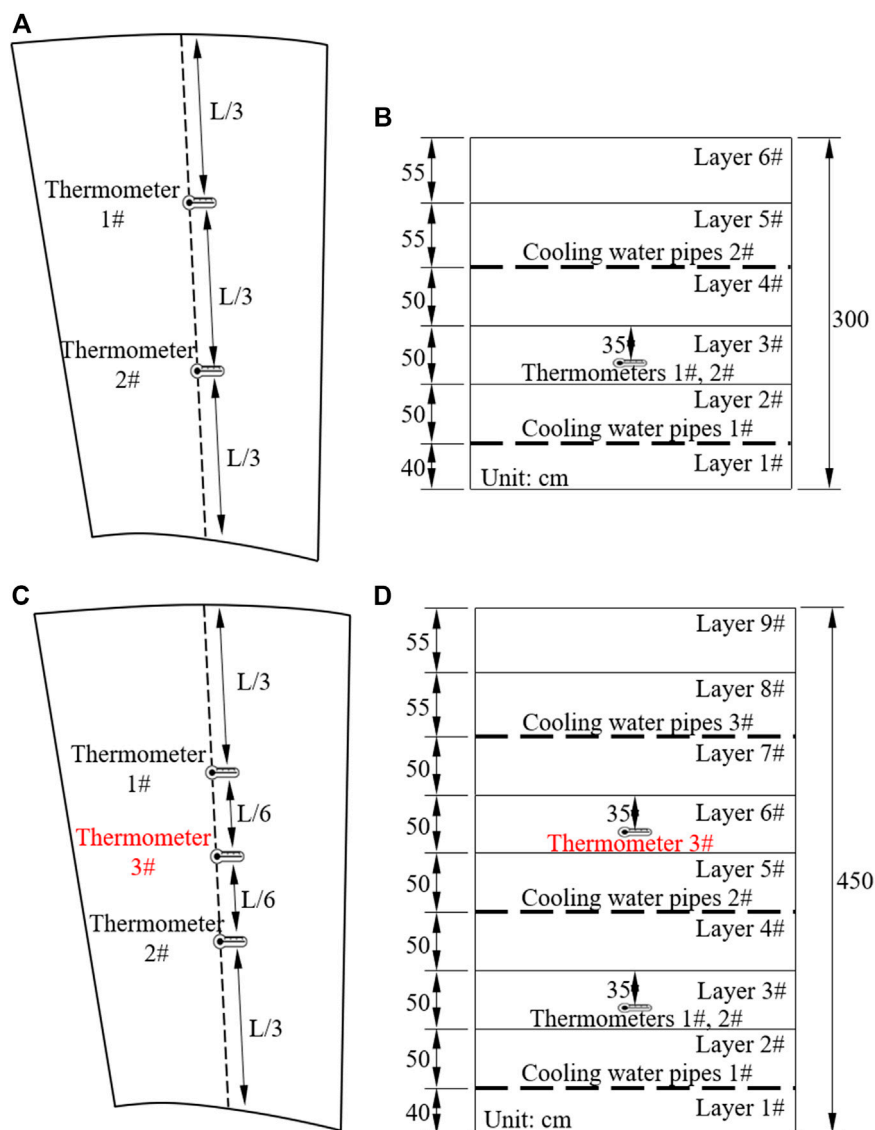 A
L/3
Thermometer
1#
L/3
Thermometer
2#
L/3
B
55
Layer 6#
55
Layer 5#
Cooling water pipes 2#
50
Layer 4#
300
50
35
Layer 3#
Thermometers 1#, 2#
50
Layer 2#
Cooling water pipes 1#
40
Layer 1#
Unit: cm
C
L/3
Thermometer
1#
L/6
Thermometer
3#
L/6
Thermometer
2#
L/3
D
55
Layer 9#
55
Layer 8#
Cooling water pipes 3#
50
Layer 7#
50
35
Layer 6#
Thermometer 3#
50
Layer 5#
450
Cooling water pipes 2#
50
Layer 4#
50
35
Layer 3#
Thermometers 1#, 2#
50
Layer 2#
Cooling water pipes 1#
40
Layer 1#
Unit: cm